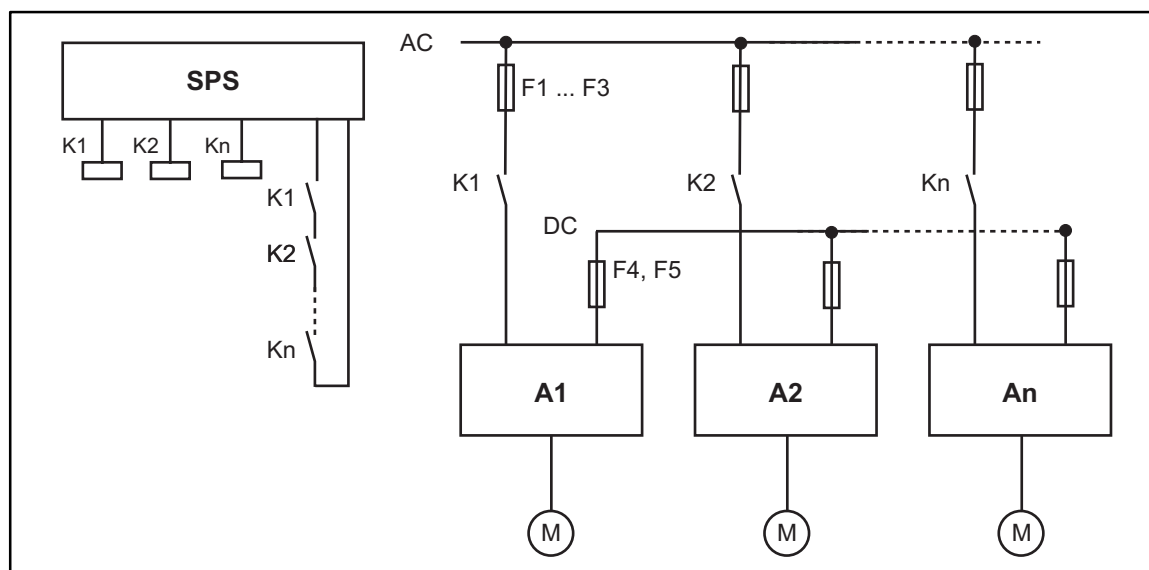 AC
SPS
F1 ... F3
K1 K2 Kn
K1
K2
Kn
K1 K2 Kn
DC
F4, F5
A1 A2 An
M M M